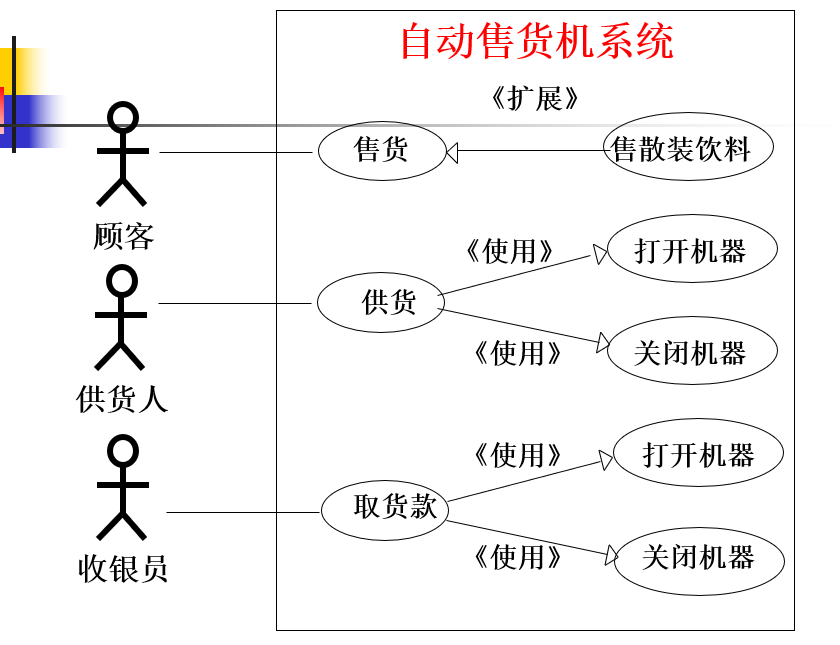 自动售货机系统
《扩展》
售货
售散装饮料
顾客
《使用》
打开机器
供货
《使用》
关闭机器
供货人
《使用》
打开机器
取货款
《使用》
关闭机器
收银员